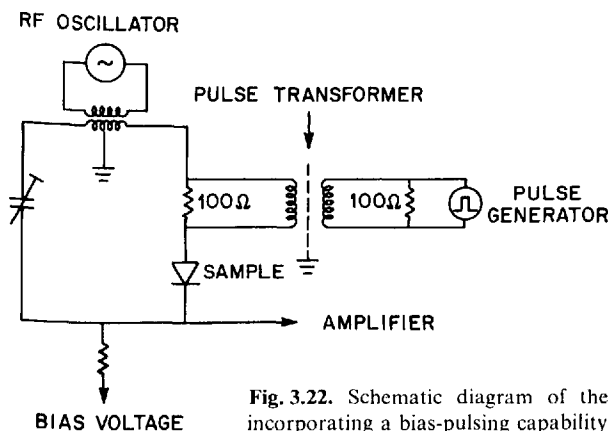 RF OSCILLATOR
~
PULSE TRANSFORMER
100Ω
100Ω
PULSE
GENERATOR
SAMPLE
AMPLIFIER
BIAS VOLTAGE
Fig. 3.22. Schematic diagram of the
incorporating a bias-pulsing capability